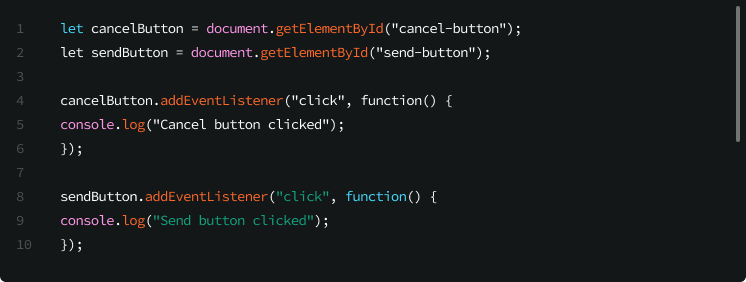 1 let cancelButton = document.getElementById("cancel-button");
2 let sendButton = document.getElementById("send-button");
3
4 cancelButton.addEventListener("click", function() {
5 console.log("Cancel button clicked");
6 });
7
8 sendButton.addEventListener("click", function() {
9 console.log("Send button clicked");
10 });